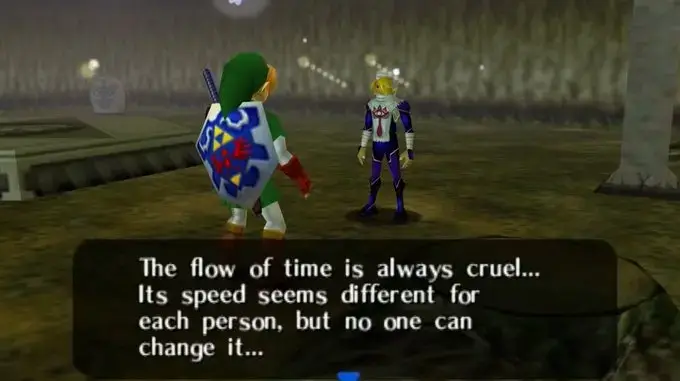 The flow of time is always cruel...
Its speed seems different for
each person, but no one can
change it...